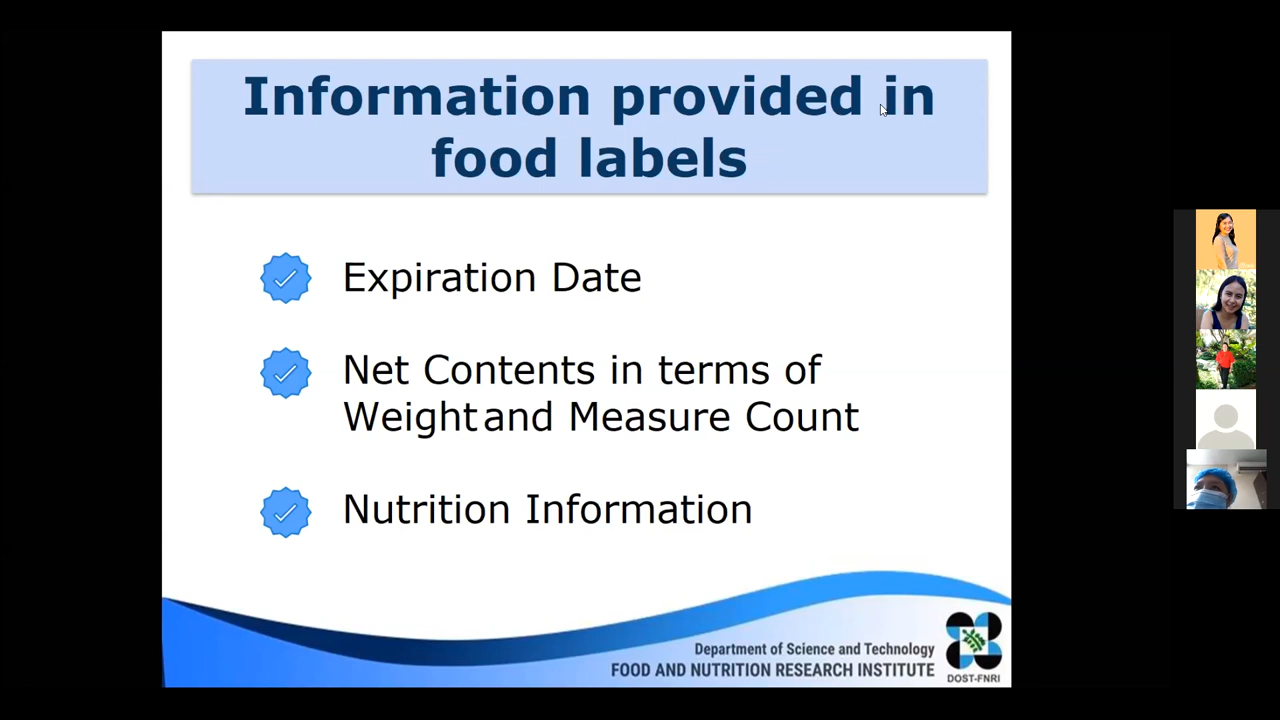 Information provided in
food labels
Expiration Date
Net Contents in terms of
Weight and Measure Count
Nutrition Information
Department of Science and Technology
FOOD AND NUTRITION RESEARCH INSTITUTE
DOST-FNRI